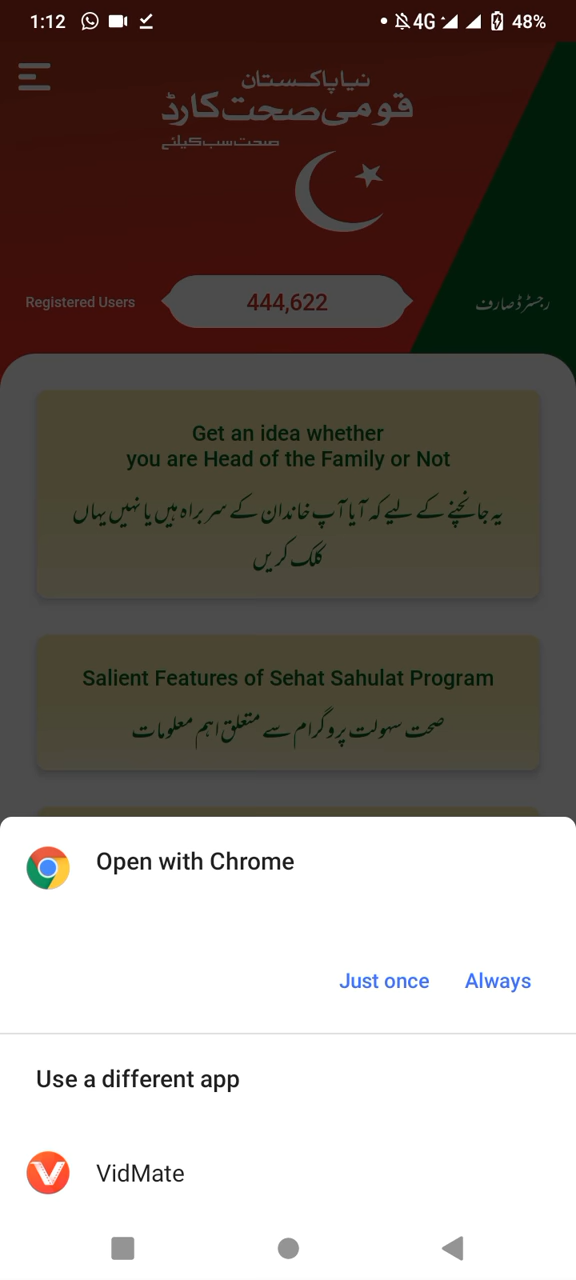 1:12
4G
48%
نیا پاکستان
قومی صحت کارڈ
صحت سب کیلئے
Registered Users
444,622
رجسٹرڈ صارف
Get an idea whether
you are Head of the Family or Not
یہ جانچنے کے لیے کہ آیا آپ خاندان کے سربراہ ہیں یا نہیں یہاں
کلک کریں
Salient Features of Sehat Sahulat Program
صحت سہولت پروگرام سے متعلق اہم معلومات
Open with Chrome
Just once
Always
Use a different app
VidMate